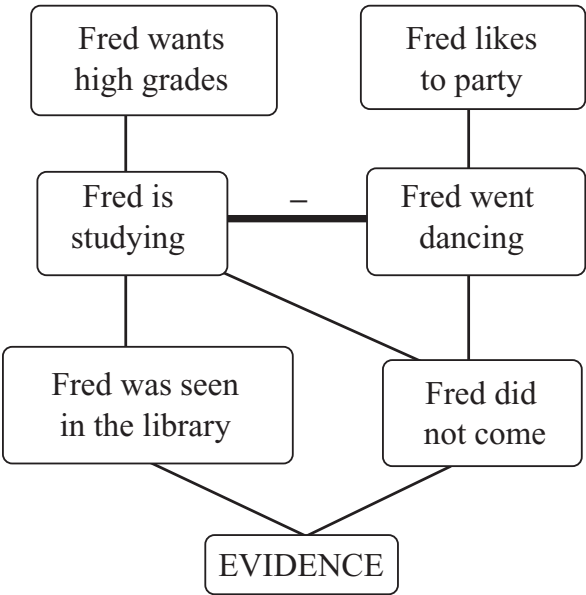 Fred wants
high grades
Fred likes
to party
Fred is
studying
–
Fred went
dancing
Fred was seen
in the library
Fred did
not come
EVIDENCE